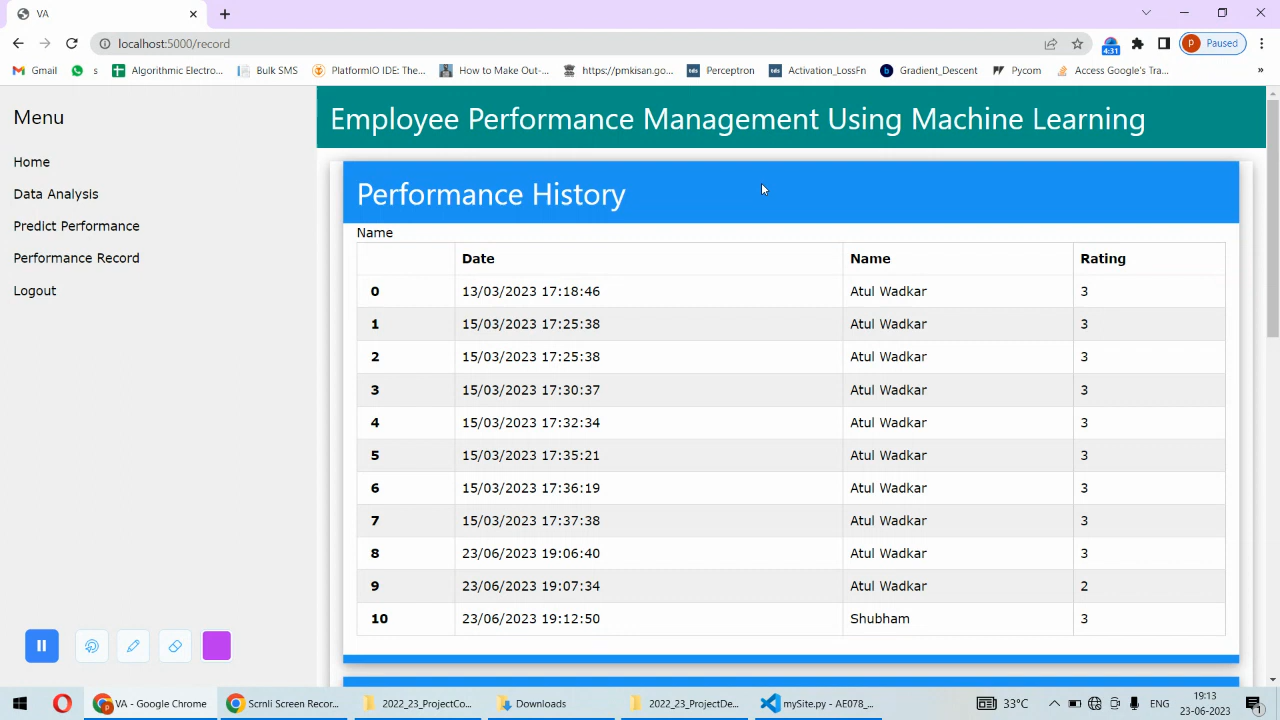 VA
localhost:5000/record
4:31
P Paused
Gmail
s
Algorithmic Electro...
Bulk SMS
PlatformIO IDE: The...
How to Make Out-...
https://pmkisan.go...
tds Perceptron
tds Activation_LossFn
b Gradient_Descent
Pycom
Access Google's Tra...
»
Menu
Home
Data Analysis
Predict Performance
Performance Record
Logout
Employee Performance Management Using Machine Learning
Performance History
Name
Date Name Rating
0 13/03/2023 17:18:46 Atul Wadkar 3
1 15/03/2023 17:25:38 Atul Wadkar 3
2 15/03/2023 17:25:38 Atul Wadkar 3
3 15/03/2023 17:30:37 Atul Wadkar 3
4 15/03/2023 17:32:34 Atul Wadkar 3
5 15/03/2023 17:35:21 Atul Wadkar 3
6 15/03/2023 17:36:19 Atul Wadkar 3
7 15/03/2023 17:37:38 Atul Wadkar 3
8 23/06/2023 19:06:40 Atul Wadkar 3
9 23/06/2023 19:07:34 Atul Wadkar 2
10 23/06/2023 19:12:50 Shubham 3
VA - Google Chrome
Scrnli Screen Recor...
2022_23_ProjectCo...
Downloads
2022_23_ProjectDe...
mySite.py - AE078_...
33°C
19:13
23-06-2023
1